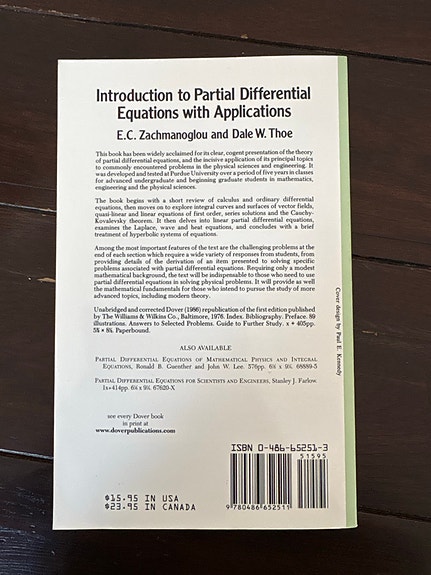 Introduction to Partial Differential
Equations with Applications
E.C. Zachmanoglou and Dale W. Thoe
This book has been widely acclaimed for its clear, cogent presentation of the theory
of partial differential equations, and the incisive application of its principal topics
to commonly encountered problems in the physical sciences and engineering. It
was developed and tested at Purdue University over a period of five years in classes
for advanced undergraduate and beginning graduate students in mathematics,
engineering and the physical sciences.
The book begins with a short review of calculus and ordinary differential
equations, then moves on to explore integral curves and surfaces of vector fields,
quasi-linear and linear equations of first order, series solutions and the Cauchy-
Kovalevsky theorem. It then delves into linear partial differential equations,
examines the Laplace, wave and heat equations, and concludes with a brief
treatment of hyperbolic systems of equations.
Among the most important features of the text are the challenging problems at the
end of each section which require a wide variety of responses from students, from
providing details of the derivation of an item presented to solving specific
problems associated with partial differential equations. Requiring only a modest
mathematical background, the text will be indispensable to those who need to use
partial differential equations in solving physical problems. It will provide as well
the mathematical fundamentals for those who intend to pursue the study of more
advanced topics, including modern theory.
Unabridged and corrected Dover (1986) republication of the first edition published
by The Williams & Wilkins Co., Baltimore, 1976. Index. Bibliography. Preface. 89
illustrations. Answers to Selected Problems. Guide to Further Study. x + 405pp.
5⅜ × 8½. Paperbound.
ALSO AVAILABLE
PARTIAL DIFFERENTIAL EQUATIONS OF MATHEMATICAL PHYSICS AND INTEGRAL
EQUATIONS, Ronald B. Guenther and John W. Lee. 576pp. 6⅛ x 9¼. 68889-5
PARTIAL DIFFERENTIAL EQUATIONS FOR SCIENTISTS AND ENGINEERS, Stanley J. Farlow.
ix+414pp. 6⅛ x 9¼. 67620-X
see every Dover book
in print at
www.doverpublications.com
Cover design by Paul E. Kennedy
ISBN 0-486-65251-3
51595
9 780486 652511
$15.95 IN USA
$23.95 IN CANADA